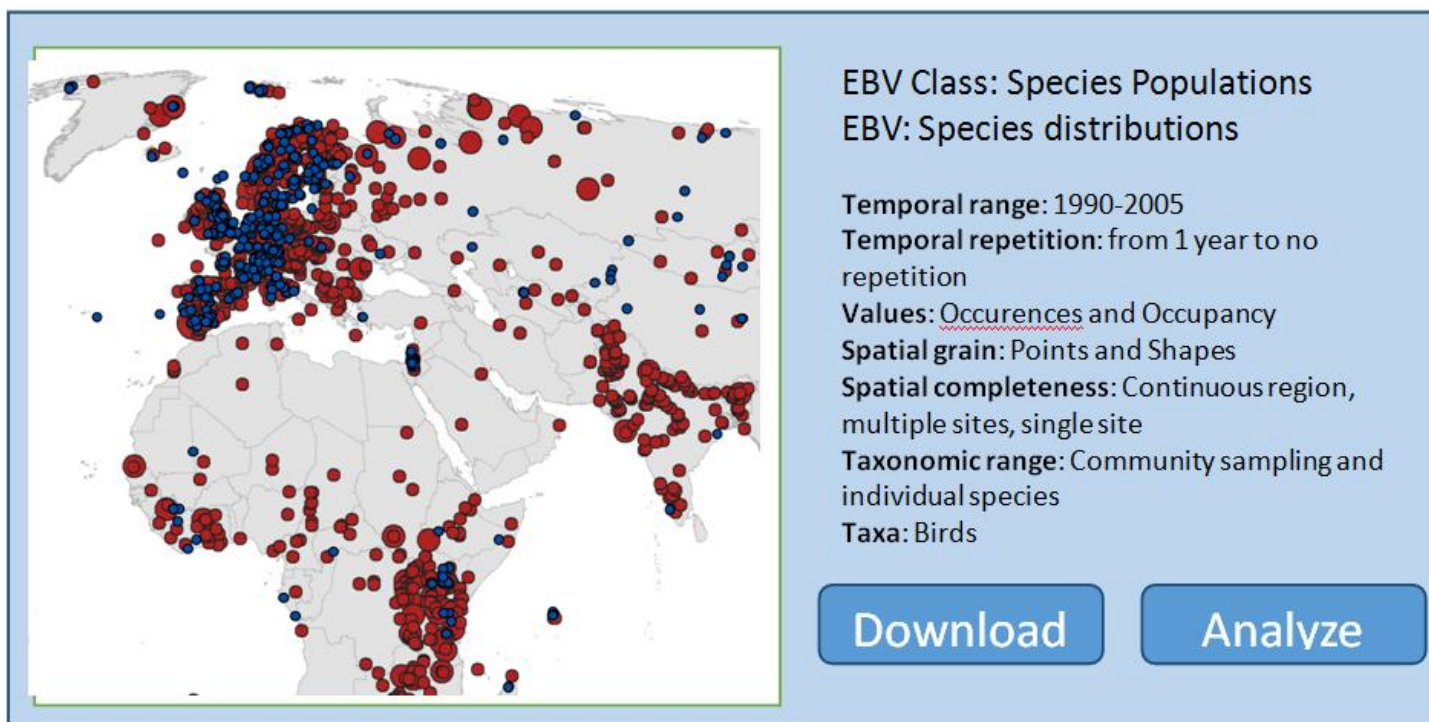 EBV Class: Species Populations
EBV: Species distributions
Temporal range: 1990-2005
Temporal repetition: from 1 year to no
repetition
Values: Occurences and Occupancy
Spatial grain: Points and Shapes
Spatial completeness: Continuous region,
multiple sites, single site
Taxonomic range: Community sampling and
individual species
Taxa: Birds
Download
Analyze